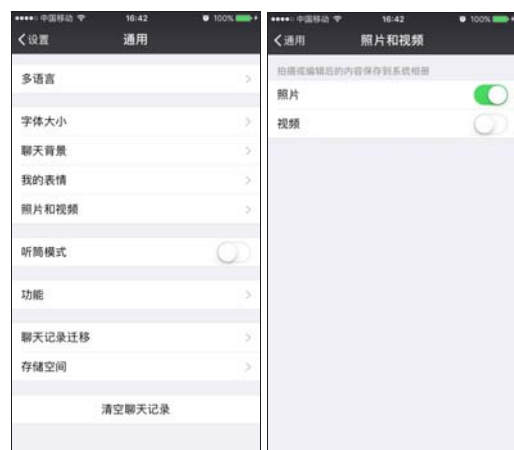 中国移动 16:42 100%
设置 通用
多语言
字体大小
聊天背景
我的表情
照片和视频
听筒模式
功能
聊天记录迁移
存储空间
清空聊天记录
中国移动 16:42 100%
通用 照片和视频
拍摄或编辑后的内容保存到系统相册
照片
视频